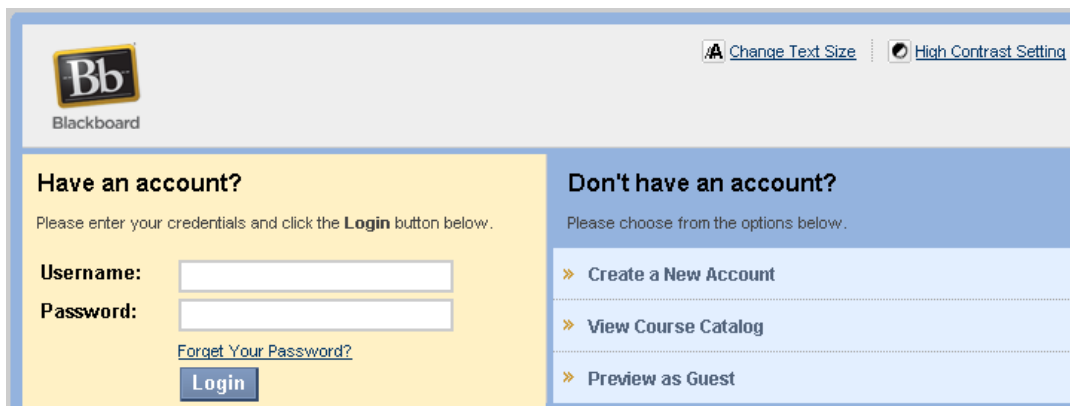 Bb
Blackboard
Change Text Size
High Contrast Setting
Have an account?
Please enter your credentials and click the Login button below.
Username:
Password:
Forget Your Password?
Login
Don't have an account?
Please choose from the options below.
» Create a New Account
» View Course Catalog
» Preview as Guest